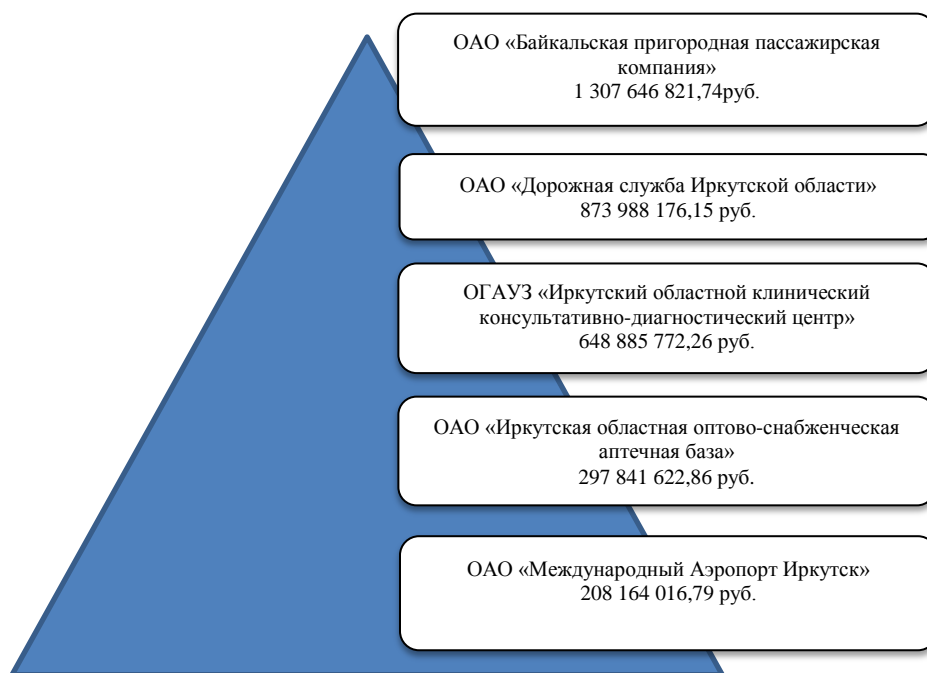 ОАО «Байкальская пригородная пассажирская
компания»
1 307 646 821,74руб.
ОАО «Дорожная служба Иркутской области»
873 988 176,15 руб.
ОГАУЗ «Иркутский областной клинический
консультативно-диагностический центр»
648 885 772,26 руб.
ОАО «Иркутская областная оптово-снабженческая
аптечная база»
297 841 622,86 руб.
ОАО «Международный Аэропорт Иркутск»
208 164 016,79 руб.